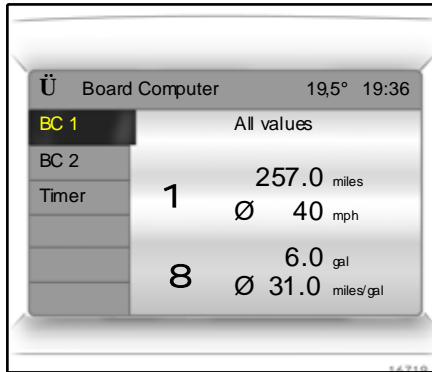 Ü Board Computer 19,5° 19:36
BC 1 All values
BC 2
Timer
1
257.0 miles
Ø 40 mph
8
6.0 gal
Ø 31.0 miles/gal